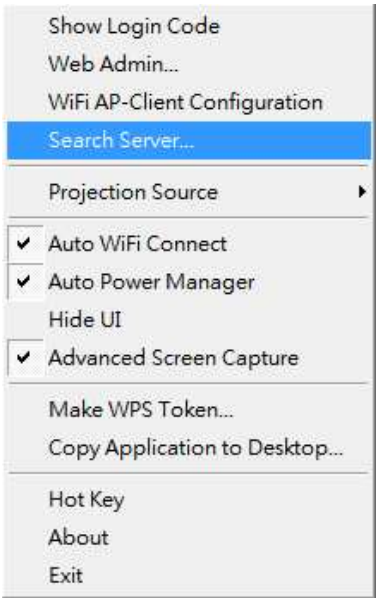 Show Login Code
Web Admin...
WiFi AP-Client Configuration
Search Server...
Projection Source
Auto WiFi Connect
Auto Power Manager
Hide UI
Advanced Screen Capture
Make WPS Token...
Copy Application to Desktop...
Hot Key
About
Exit